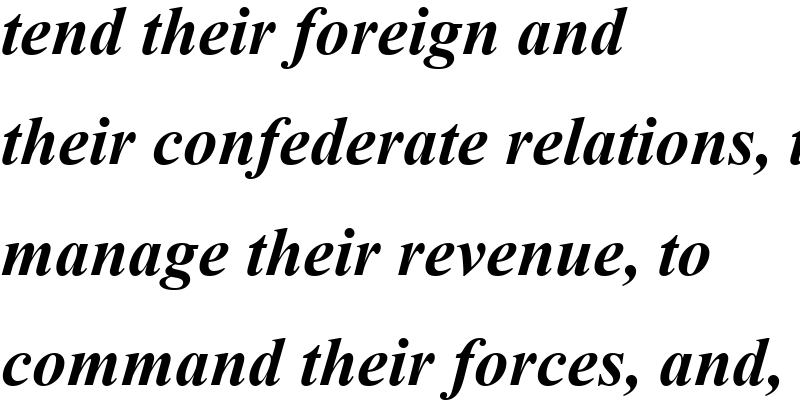 tend their foreign and
their confederate relations,
manage their revenue, to
command their forces, and,